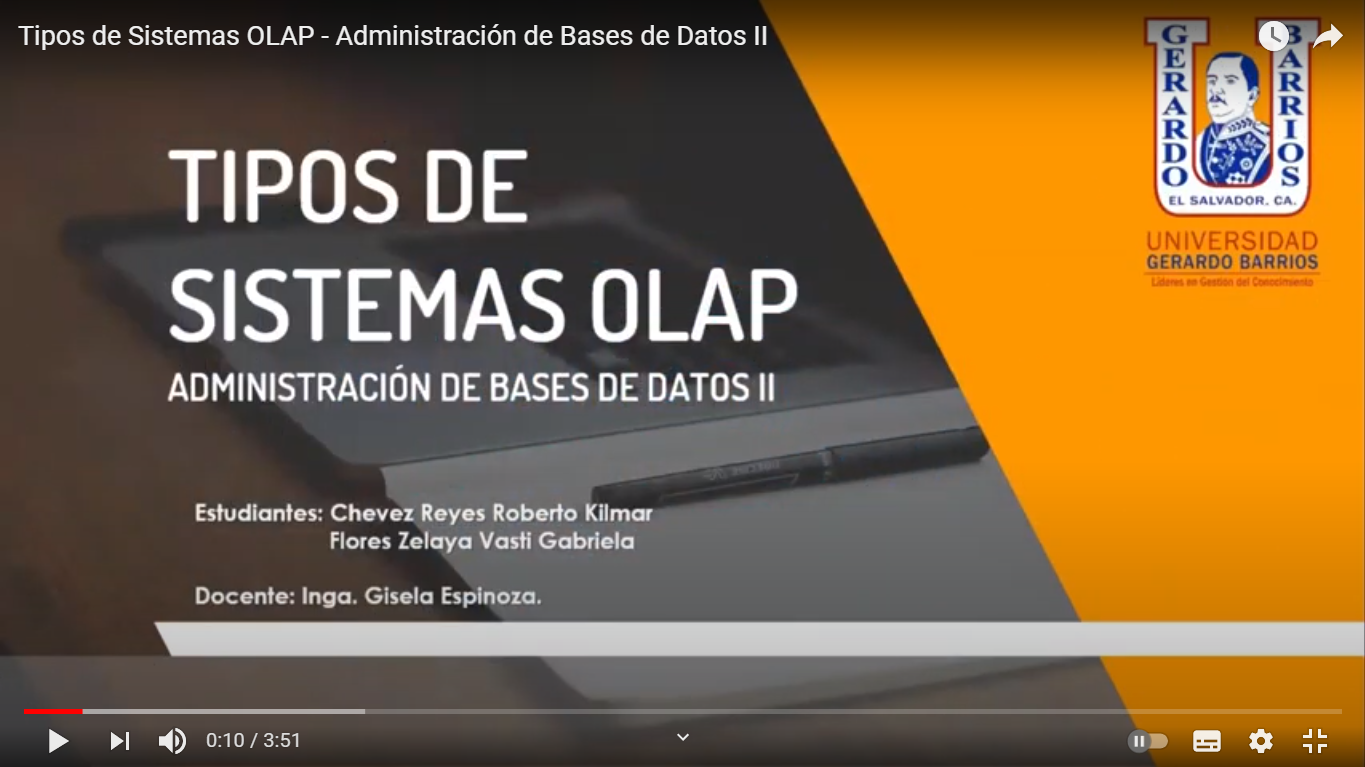 Tipos de Sistemas OLAP - Administración de Bases de Datos II
GERARDO
BARRIOS
EL SALVADOR. CA.
UNIVERSIDAD
GERARDO BARRIOS
Líderes en Gestión del Conocimiento
TIPOS DE
SISTEMAS OLAP
ADMINISTRACIÓN DE BASES DE DATOS II
Estudiantes: Chevez Reyes Roberto Kilmar
Flores Zelaya Vasti Gabriela
Docente: Inga. Gisela Espinoza.
0:10 / 3:51